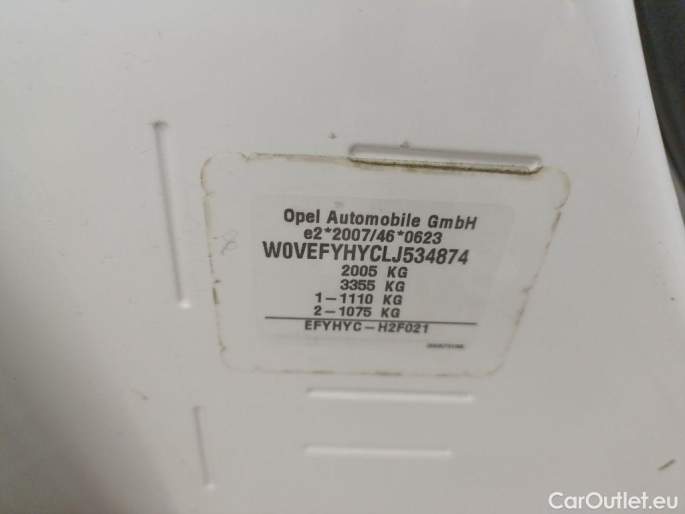 Opel Automobile GmbH
e2*2007/46*0623
W0VEFYHYCLJ534874
2005 KG
3355 KG
1–1110 KG
2–1075 KG
EFYHYC–H2F021
CarOutlet.eu